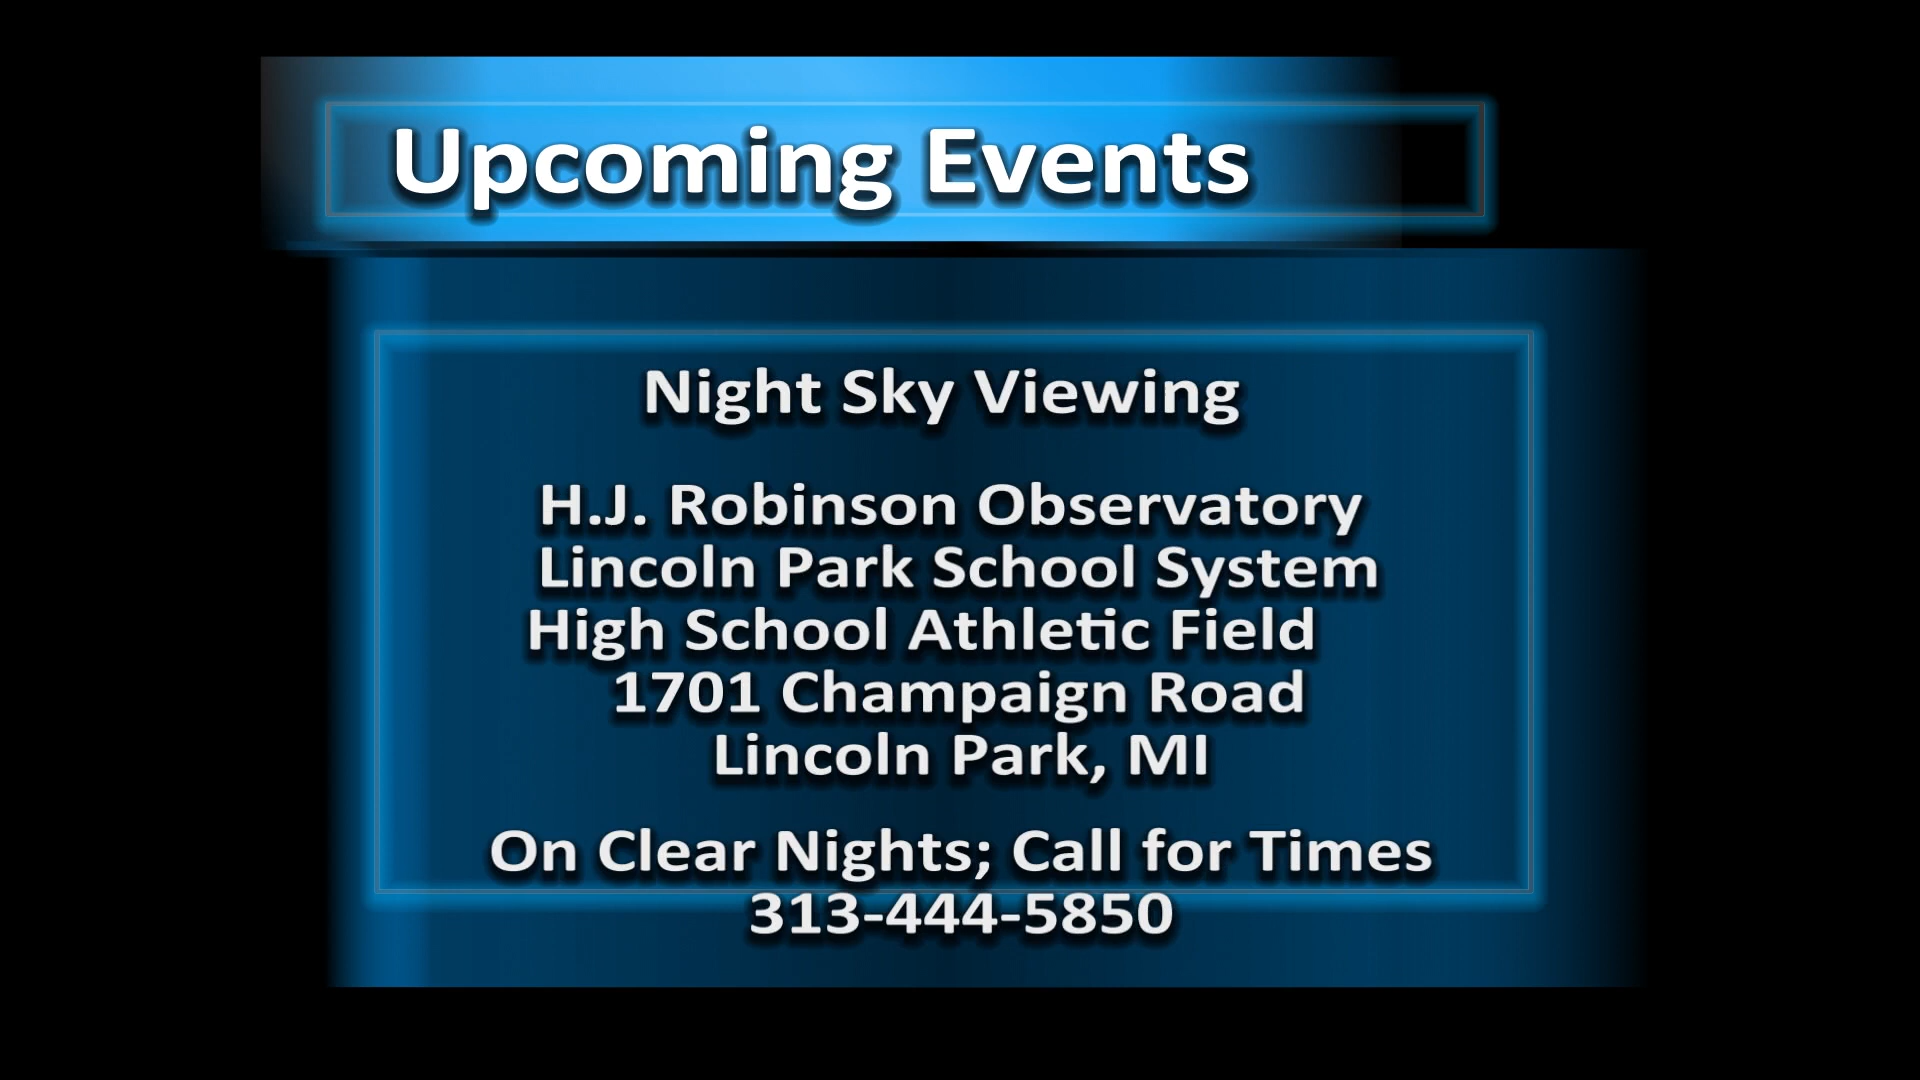 Upcoming Events
Night Sky Viewing
H.J. Robinson Observatory
Lincoln Park School System
High School Athletic Field
1701 Champaign Road
Lincoln Park, MI
On Clear Nights; Call for Times
313-444-5850